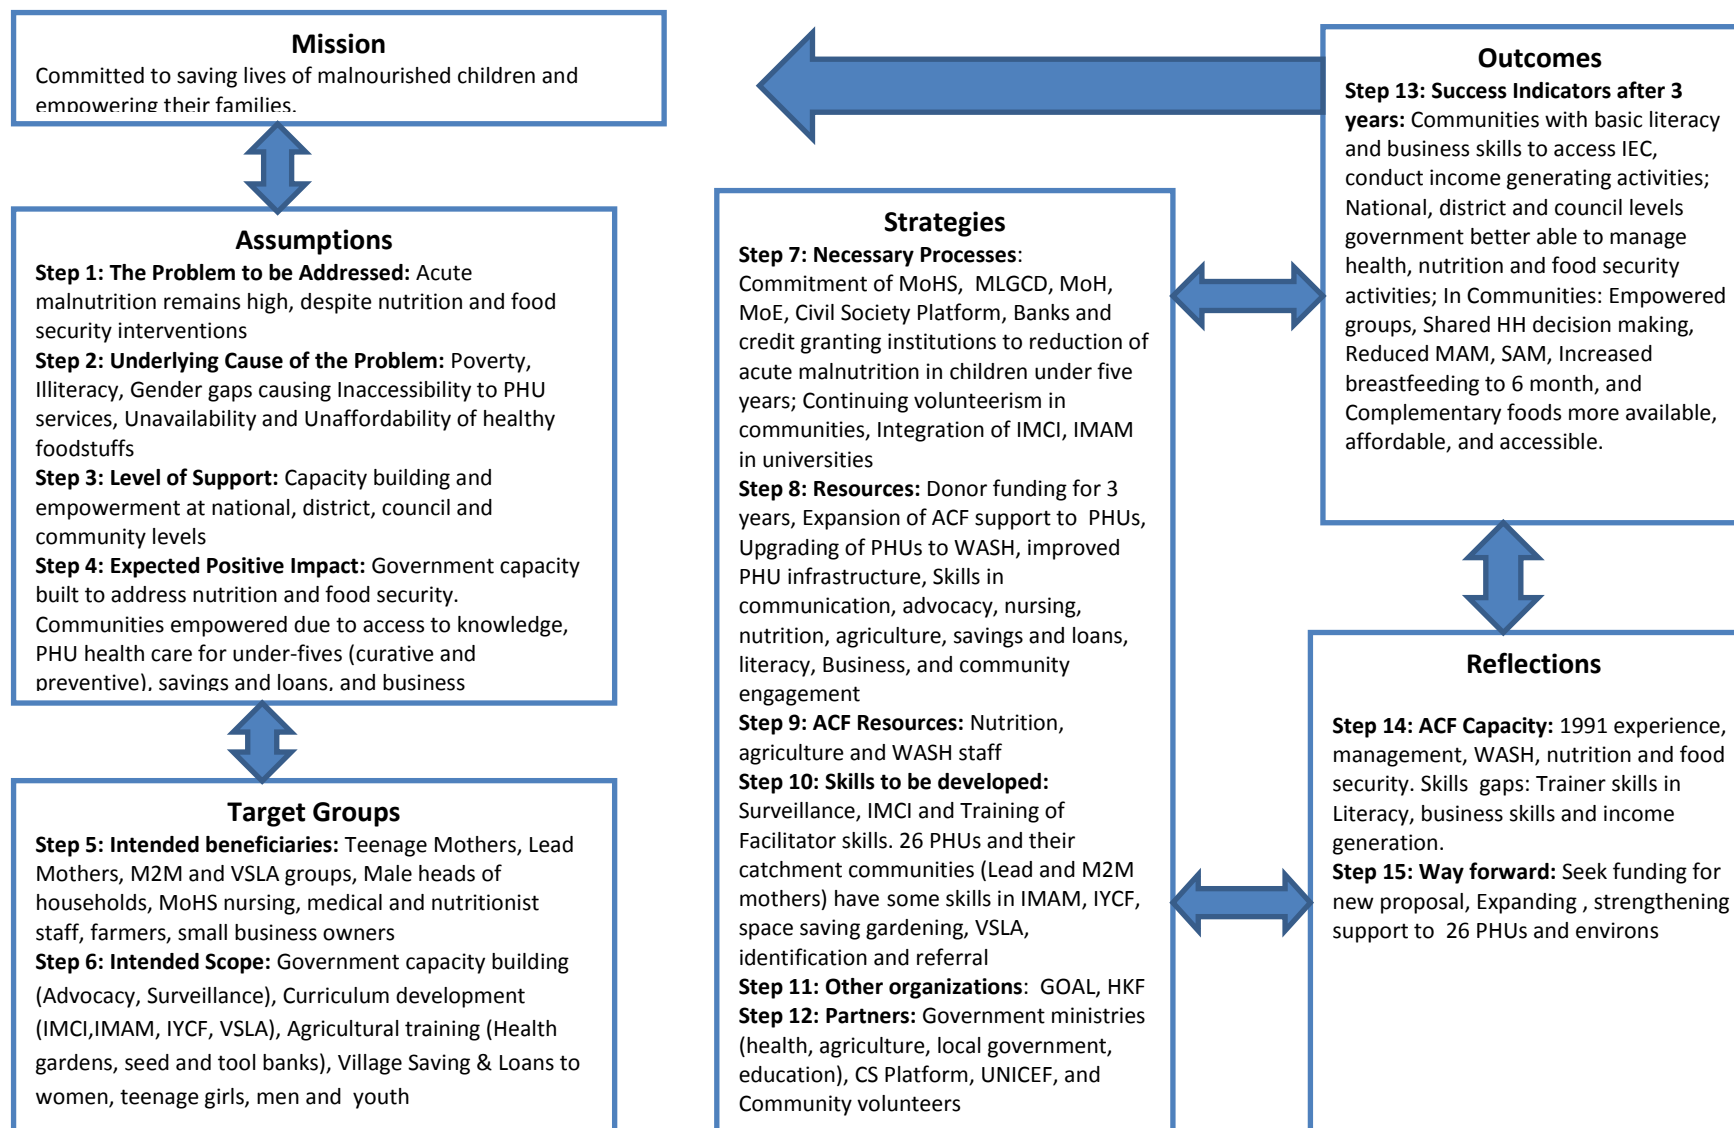 Mission
Committed to saving lives of malnourished children and
empowering their families.
Assumptions
Step 1: The Problem to be Addressed: Acute
malnutrition remains high, despite nutrition and food
security interventions
Step 2: Underlying Cause of the Problem: Poverty,
Illiteracy, Gender gaps causing Inaccessibility to PHU
services, Unavailability and Unaffordability of healthy
foodstuffs
Step 3: Level of Support: Capacity building and
empowerment at national, district, council and
community levels
Step 4: Expected Positive Impact: Government capacity
built to address nutrition and food security.
Communities empowered due to access to knowledge,
PHU health care for under-fives (curative and
preventive), savings and loans, and business
Target Groups
Step 5: Intended beneficiaries: Teenage Mothers, Lead
Mothers, M2M and VSLA groups, Male heads of
households, MoHS nursing, medical and nutritionist
staff, farmers, small business owners
Step 6: Intended Scope: Government capacity building
(Advocacy, Surveillance), Curriculum development
(IMCI,IMAM, IYCF, VSLA), Agricultural training (Health
gardens, seed and tool banks), Village Saving & Loans to
women, teenage girls, men and youth
Strategies
Step 7: Necessary Processes:
Commitment of MoHS, MLGCD, MoH,
MoE, Civil Society Platform, Banks and
credit granting institutions to reduction of
acute malnutrition in children under five
years; Continuing volunteerism in
communities, Integration of IMCI, IMAM
in universities
Step 8: Resources: Donor funding for 3
years, Expansion of ACF support to PHUs,
Upgrading of PHUs to WASH, improved
PHU infrastructure, Skills in
communication, advocacy, nursing,
nutrition, agriculture, savings and loans,
literacy, Business, and community
engagement
Step 9: ACF Resources: Nutrition,
agriculture and WASH staff
Step 10: Skills to be developed:
Surveillance, IMCI and Training of
Facilitator skills. 26 PHUs and their
catchment communities (Lead and M2M
mothers) have some skills in IMAM, IYCF,
space saving gardening, VSLA,
identification and referral
Step 11: Other organizations: GOAL, HKF
Step 12: Partners: Government ministries
(health, agriculture, local government,
education), CS Platform, UNICEF, and
Community volunteers
Outcomes
Step 13: Success Indicators after 3
years: Communities with basic literacy
and business skills to access IEC,
conduct income generating activities;
National, district and council levels
government better able to manage
health, nutrition and food security
activities; In Communities: Empowered
groups, Shared HH decision making,
Reduced MAM, SAM, Increased
breastfeeding to 6 month, and
Complementary foods more available,
affordable, and accessible.
Reflections
Step 14: ACF Capacity: 1991 experience,
management, WASH, nutrition and food
security. Skills gaps: Trainer skills in
Literacy, business skills and income
generation.
Step 15: Way forward: Seek funding for
new proposal, Expanding , strengthening
support to 26 PHUs and environs